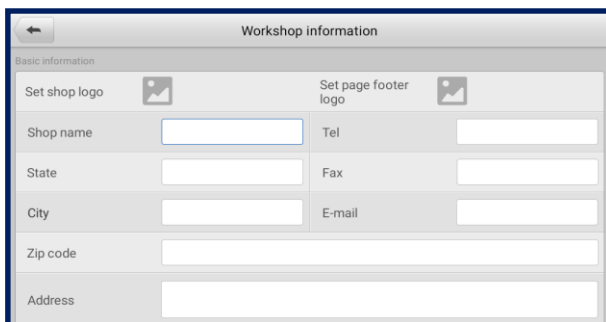 Workshop information
Basic information
Set shop logo
Set page footer
logo
Shop name
Tel
State
Fax
City
E-mail
Zip code
Address